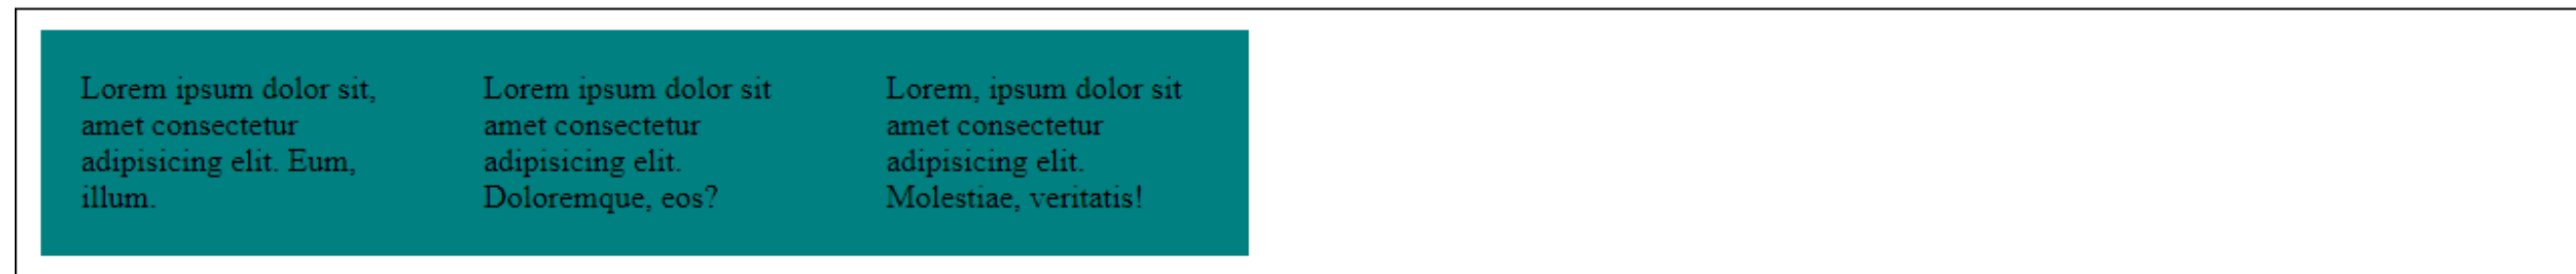 Lorem ipsum dolor sit,
amet consectetur
adipisicing elit. Eum,
illum.
Lorem ipsum dolor sit
amet consectetur
adipisicing elit.
Doloremque, eos?
Lorem, ipsum dolor sit
amet consectetur
adipisicing elit.
Molestiae, veritatis!